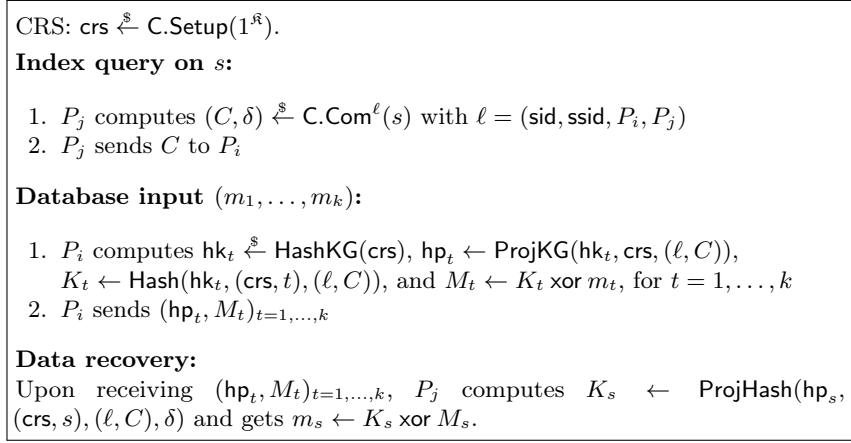 CRS: crs ←$ C.Setup(1^𝔎).
Index query on s:
1. P_j computes (C, δ) ←$ C.Com^ℓ(s) with ℓ = (sid, ssid, P_i, P_j)
2. P_j sends C to P_i
Database input (m_1, . . . , m_k):
1. P_i computes hk_t ←$ HashKG(crs), hp_t ← ProjKG(hk_t, crs, (ℓ, C)),
K_t ← Hash(hk_t, (crs, t), (ℓ, C)), and M_t ← K_t xor m_t, for t = 1, . . . , k
2. P_i sends (hp_t, M_t)_{t=1,...,k}
Data recovery:
Upon receiving (hp_t, M_t)_{t=1,...,k}, P_j computes K_s ← ProjHash(hp_s,
(crs, s), (ℓ, C), δ) and gets m_s ← K_s xor M_s.